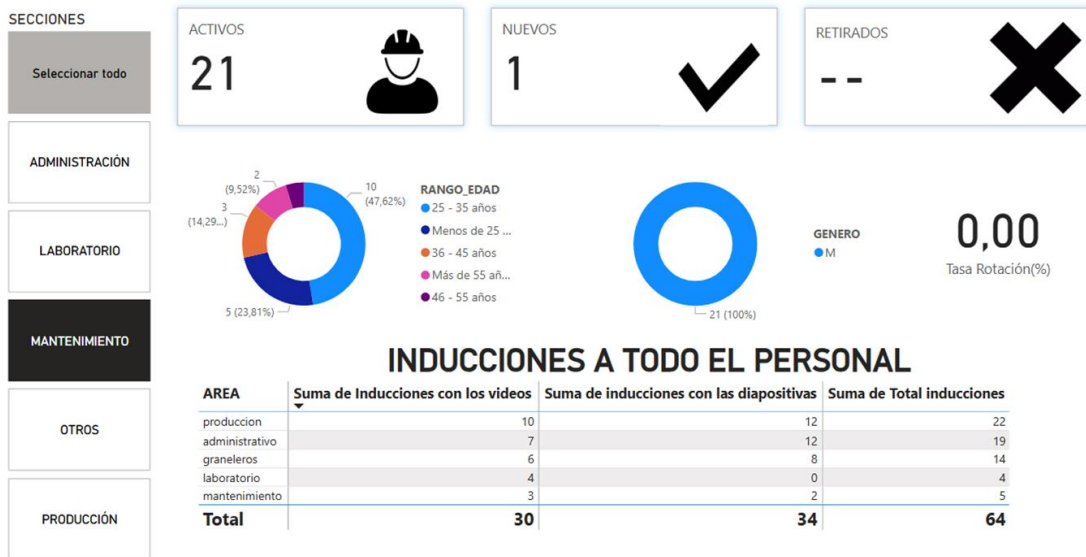 SECCIONES
Seleccionar todo
ADMINISTRACIÓN
LABORATORIO
MANTENIMIENTO
OTROS
PRODUCCIÓN
ACTIVOS
21
NUEVOS
1
RETIRADOS
--
2
(9,52%)
3
(14,29...)
10
(47,62%)
5 (23,81%)
RANGO_EDAD
25 - 35 años
Menos de 25 ...
36 - 45 años
Más de 55 añ...
46 - 55 años
21 (100%)
GENERO
M
0,00
Tasa Rotación(%)
INDUCCIONES A TODO EL PERSONAL
AREA Suma de Inducciones con los videos Suma de inducciones con las diapositivas Suma de Total inducciones
produccion 10 12 22
administrativo 7 12 19
graneleros 6 8 14
laboratorio 4 0 4
mantenimiento 3 2 5
Total 30 34 64